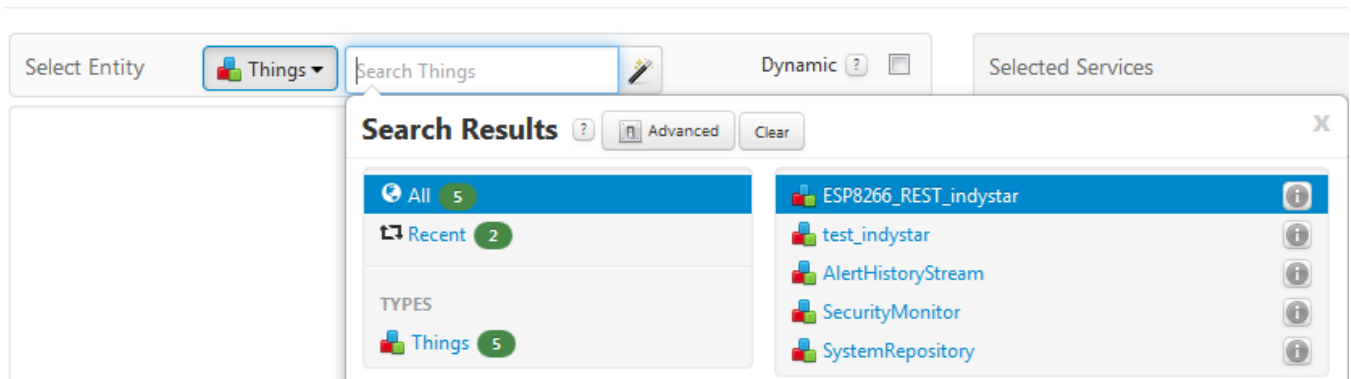 Select Entity Things Search Things Dynamic ? Selected Services
Search Results ? Advanced Clear X
All 5
Recent 2
TYPES
Things 5
ESP8266_REST_indystar
test_indystar
AlertHistoryStream
SecurityMonitor
SystemRepository